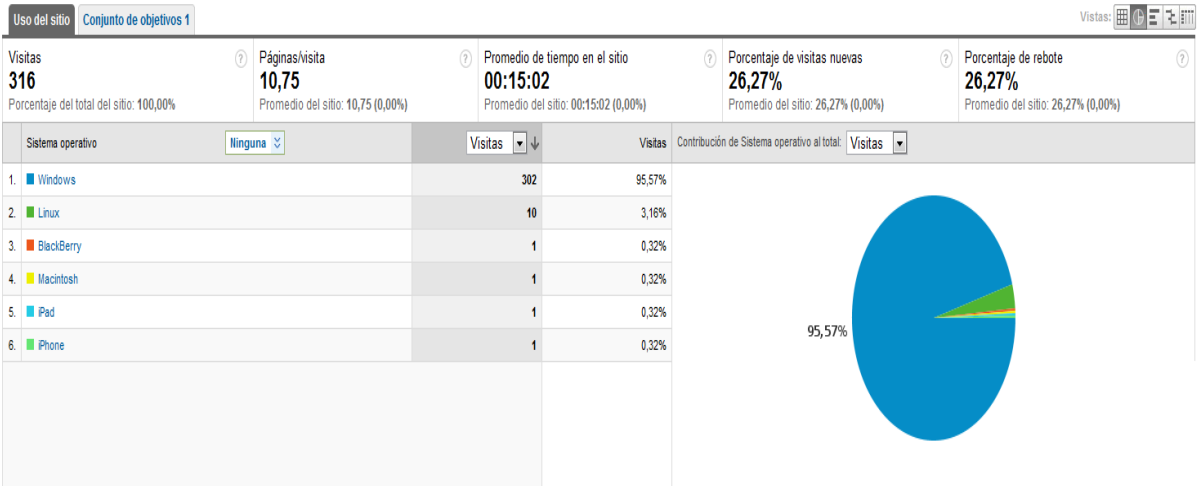 Uso del sitio Conjunto de objetivos 1 Vistas:
Visitas ? Páginas/visita ? Promedio de tiempo en el sitio ? Porcentaje de visitas nuevas ? Porcentaje de rebote ?
316 10,75 00:15:02 26,27% 26,27%
Porcentaje del total del sitio: 100,00% Promedio del sitio: 10,75 (0,00%) Promedio del sitio: 00:15:02 (0,00%) Promedio del sitio: 26,27% (0,00%) Promedio del sitio: 26,27% (0,00%)
Sistema operativo Ninguna Visitas Visitas Contribución de Sistema operativo al total: Visitas
1. Windows 302 95,57%
2. Linux 10 3,16%
3. BlackBerry 1 0,32%
4. Macintosh 1 0,32%
5. iPad 1 0,32%
6. iPhone 1 0,32%
95,57%